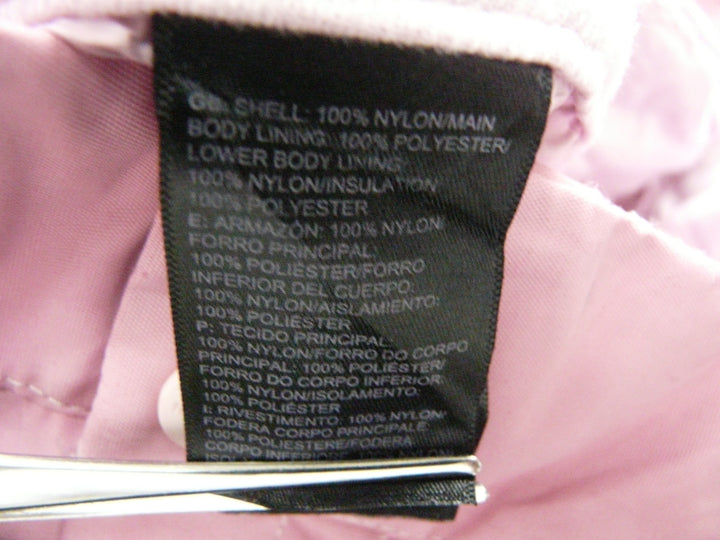 GB: SHELL: 100% NYLON/MAIN
BODY LINING: 100% POLYESTER/
LOWER BODY LINING:
100% NYLON/INSULATION
100% POLYESTER
E: ARMAZÓN: 100% NYLON/
FORRO PRINCIPAL:
100% POLIÉSTER/FORRO
INFERIOR DEL CUERPO:
100% NYLON/AISLAMIENTO:
100% POLIÉSTER
P: TECIDO PRINCIPAL:
100% NYLON/FORRO DO CORPO
PRINCIPAL: 100% POLIÉSTER/
FORRO DO CORPO INFERIOR:
100% NYLON/ISOLAMENTO:
100% POLIÉSTER
I: RIVESTIMENTO: 100% NYLON/
FODERA CORPO PRINCIPALE:
100% POLIESTERE/FODERA
CORPO INFERIORE: NYLON